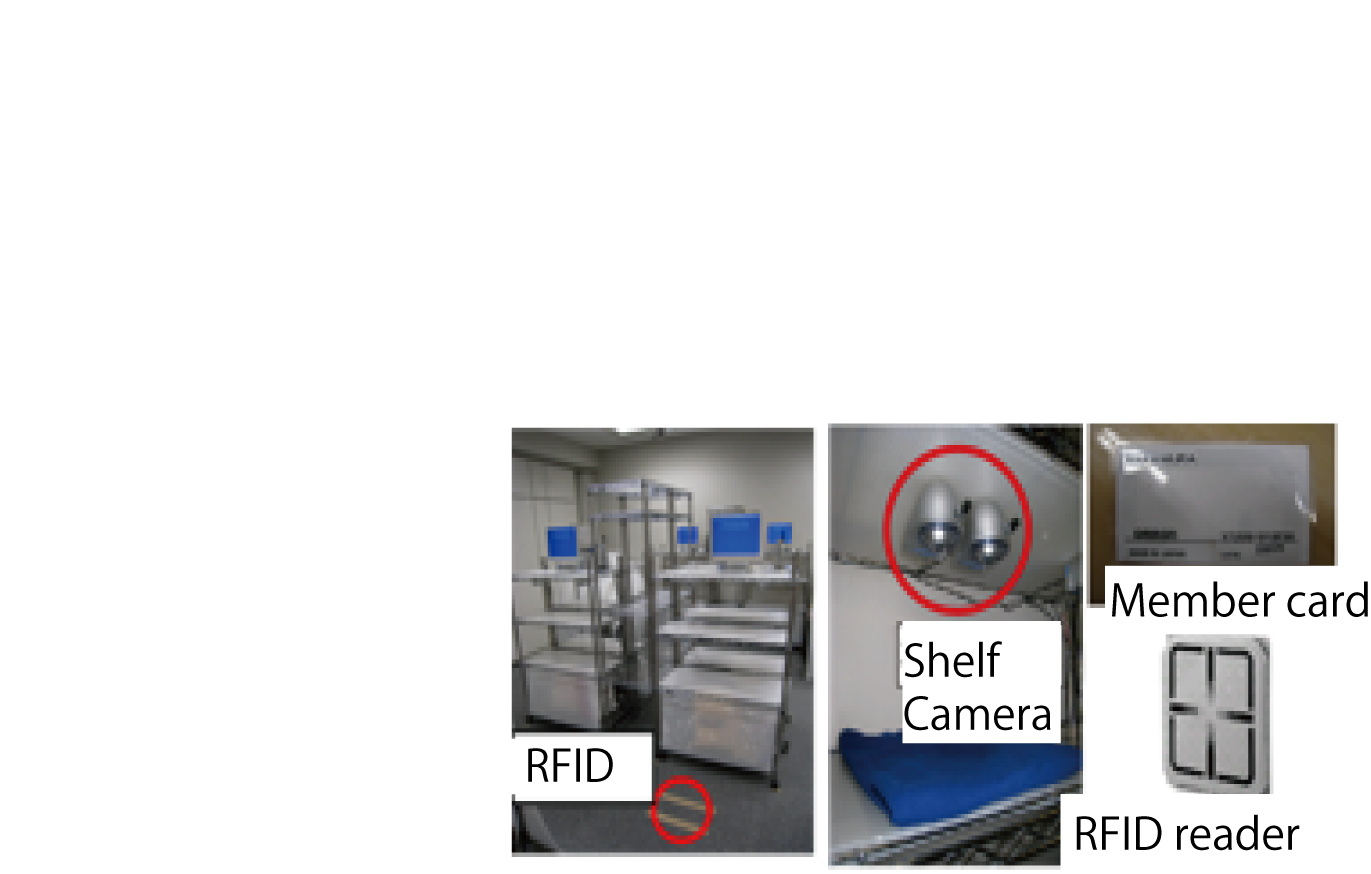 RFID
Shelf
Camera
Member card
RFID reader